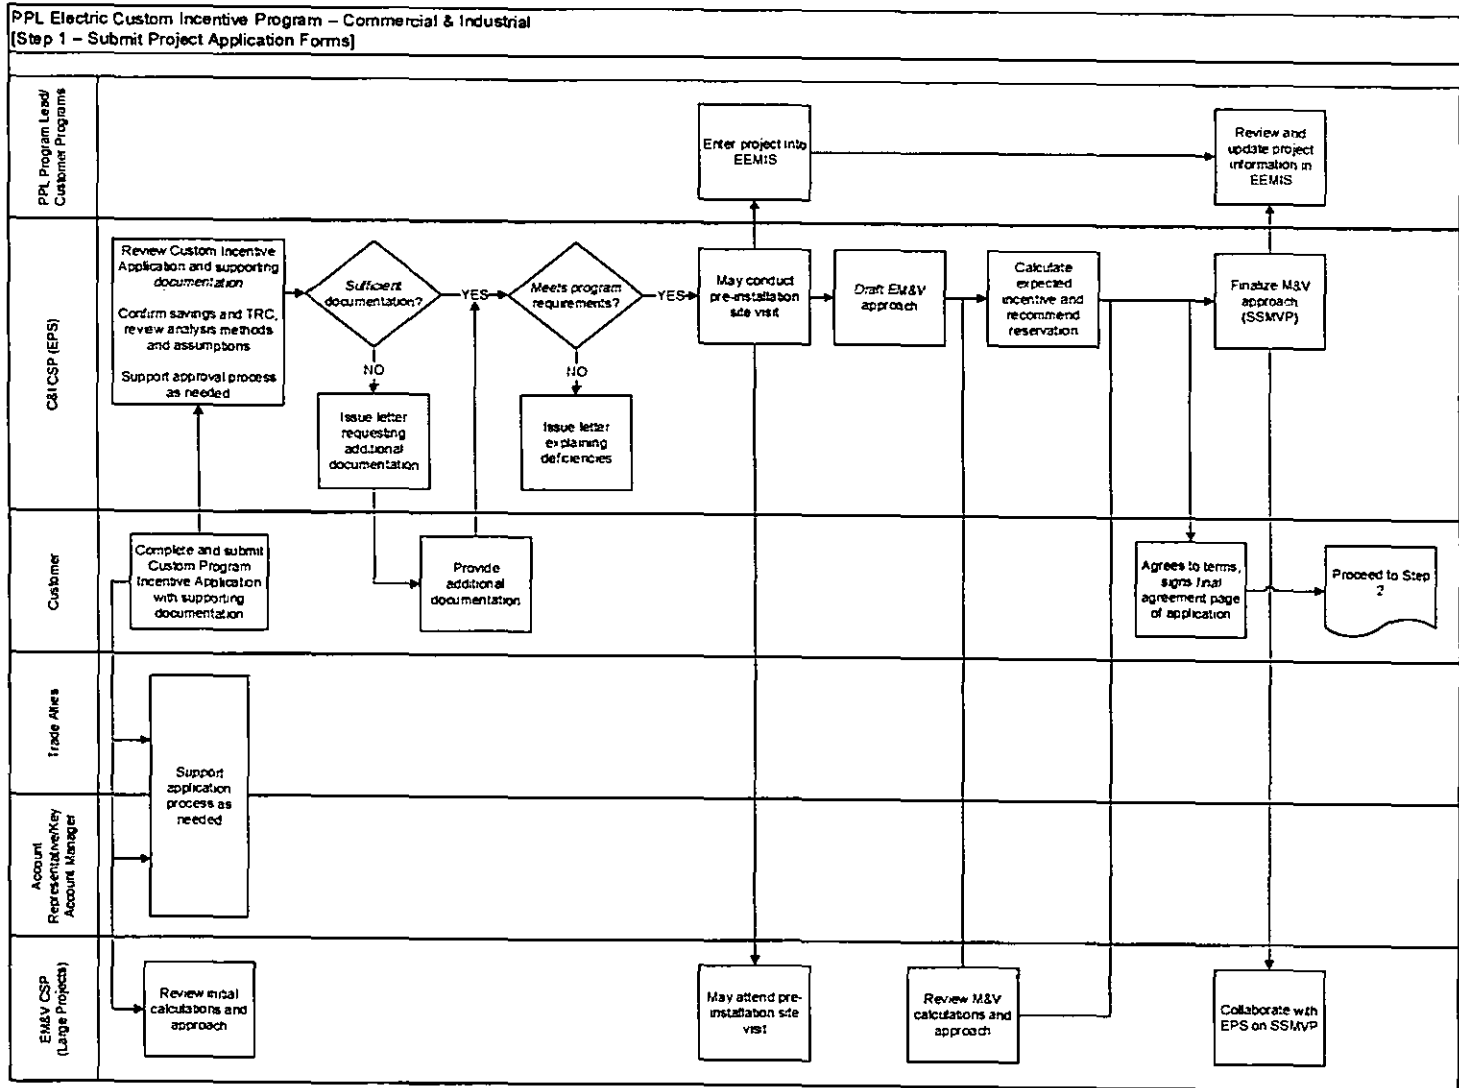 PPL Electric Custom Incentive Program – Commercial & Industrial
[Step 1 – Submit Project Application Forms]
PPL Program Lead/
Customer Programs
Enter project into
EEMIS
Review and
update project
information in
EEMIS
C&I CSP (EPS)
Review Custom Incentive
Application and supporting
documentation
Confirm savings and TRC,
review analysis methods
and assumptions
Support approval process
as needed
Sufficient
documentation?
YES
NO
Issue letter
requesting
additional
documentation
Meets program
requirements?
YES
NO
Issue letter
explaining
deficiencies
May conduct
pre-installation
site visit
Draft EM&V
approach
Calculate
expected
incentive and
recommend
reservation
Finalize M&V
approach
(SSMVP)
Customer
Complete and submit
Custom Program
Incentive Application
with supporting
documentation
Provide
additional
documentation
Agrees to terms,
signs final
agreement page
of application
Proceed to Step
2
Trade Allies
Support
application
process as
needed
Account
Representative/Key
Account Manager
EM&V CSP
(Large Projects)
Review initial
calculations and
approach
May attend pre-
installation site
visit
Review M&V
calculations and
approach
Collaborate with
EPS on SSMVP